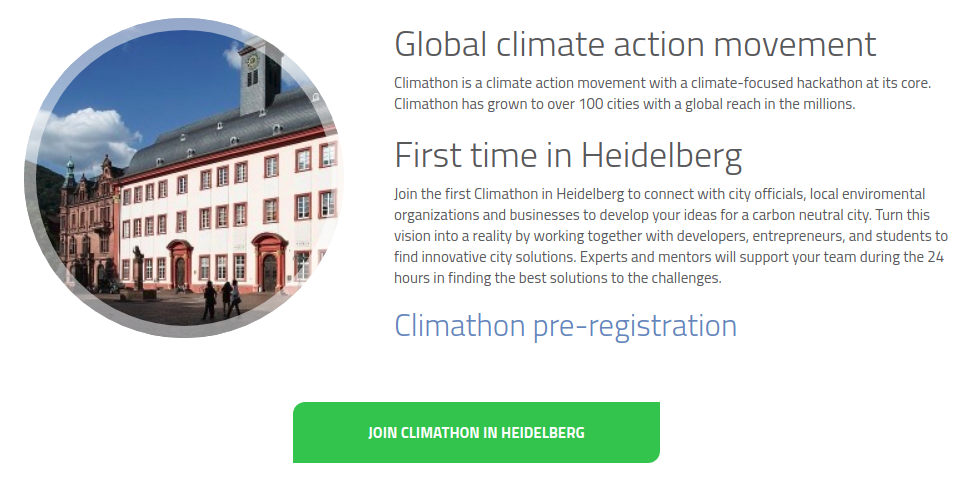 Global climate action movement
Climathon is a climate action movement with a climate-focused hackathon at its core.
Climathon has grown to over 100 cities with a global reach in the millions.
First time in Heidelberg
Join the first Climathon in Heidelberg to connect with city officials, local enviromental
organizations and businesses to develop your ideas for a carbon neutral city. Turn this
vision into a reality by working together with developers, entrepreneurs, and students to
find innovative city solutions. Experts and mentors will support your team during the 24
hours in finding the best solutions to the challenges.
Climathon pre-registration
JOIN CLIMATHON IN HEIDELBERG